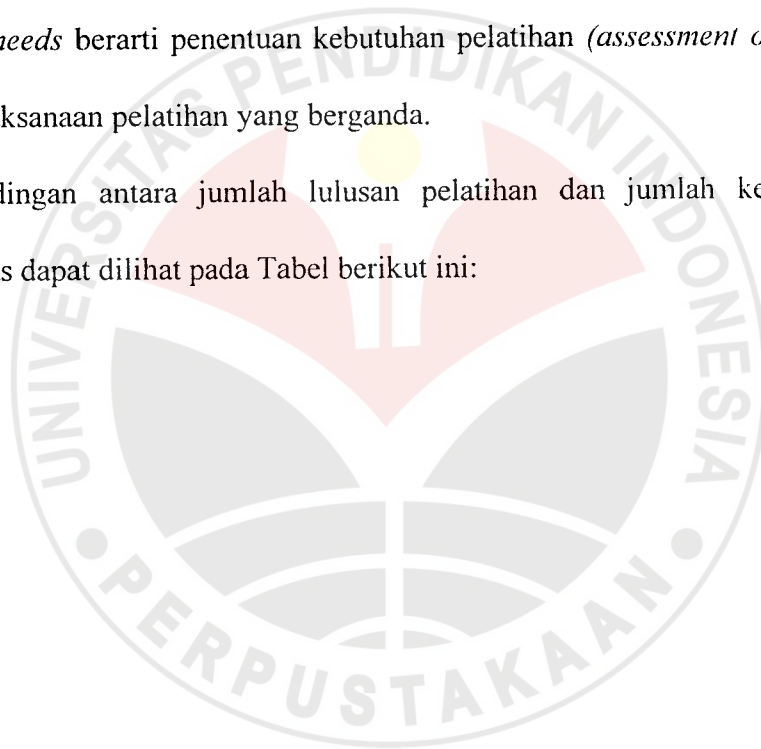 needs berarti penentuan kebutuhan pelatihan (assessment
ksanaan pelatihan yang berganda.
dingan antara jumlah lulusan pelatihan dan jumlah ke
s dapat dilihat pada Tabel berikut ini:
UNIVERSITAS PENDIDIKAN INDONESIA
PERPUSTAKAAN